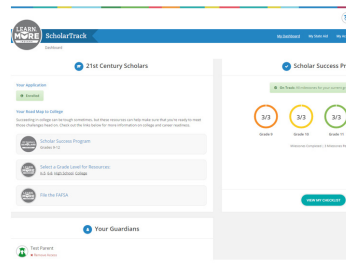 LEARN
MORE
ScholarTrack
My Dashboard
My State Aid
Dashboard
21st Century Scholars
Your Application
Enrolled
Your Road Map to College
Succeeding in college can be tough sometimes, but these resources can help make sure that you're ready to meet
those challenges head on. Check out the links below for more information on college and career readiness.
Scholar Success Program
Grades 9-12
Select a Grade Level for Resources:
K-8, 6-8, High School, College
File the FAFSA
Your Guardians
Test Parent
Remove Guardian
Scholar Success Pr
On Track:
3/3
3/3
3/3
Grade 9
Grade 10
Grade 11
VIEW MY CHECKLIST